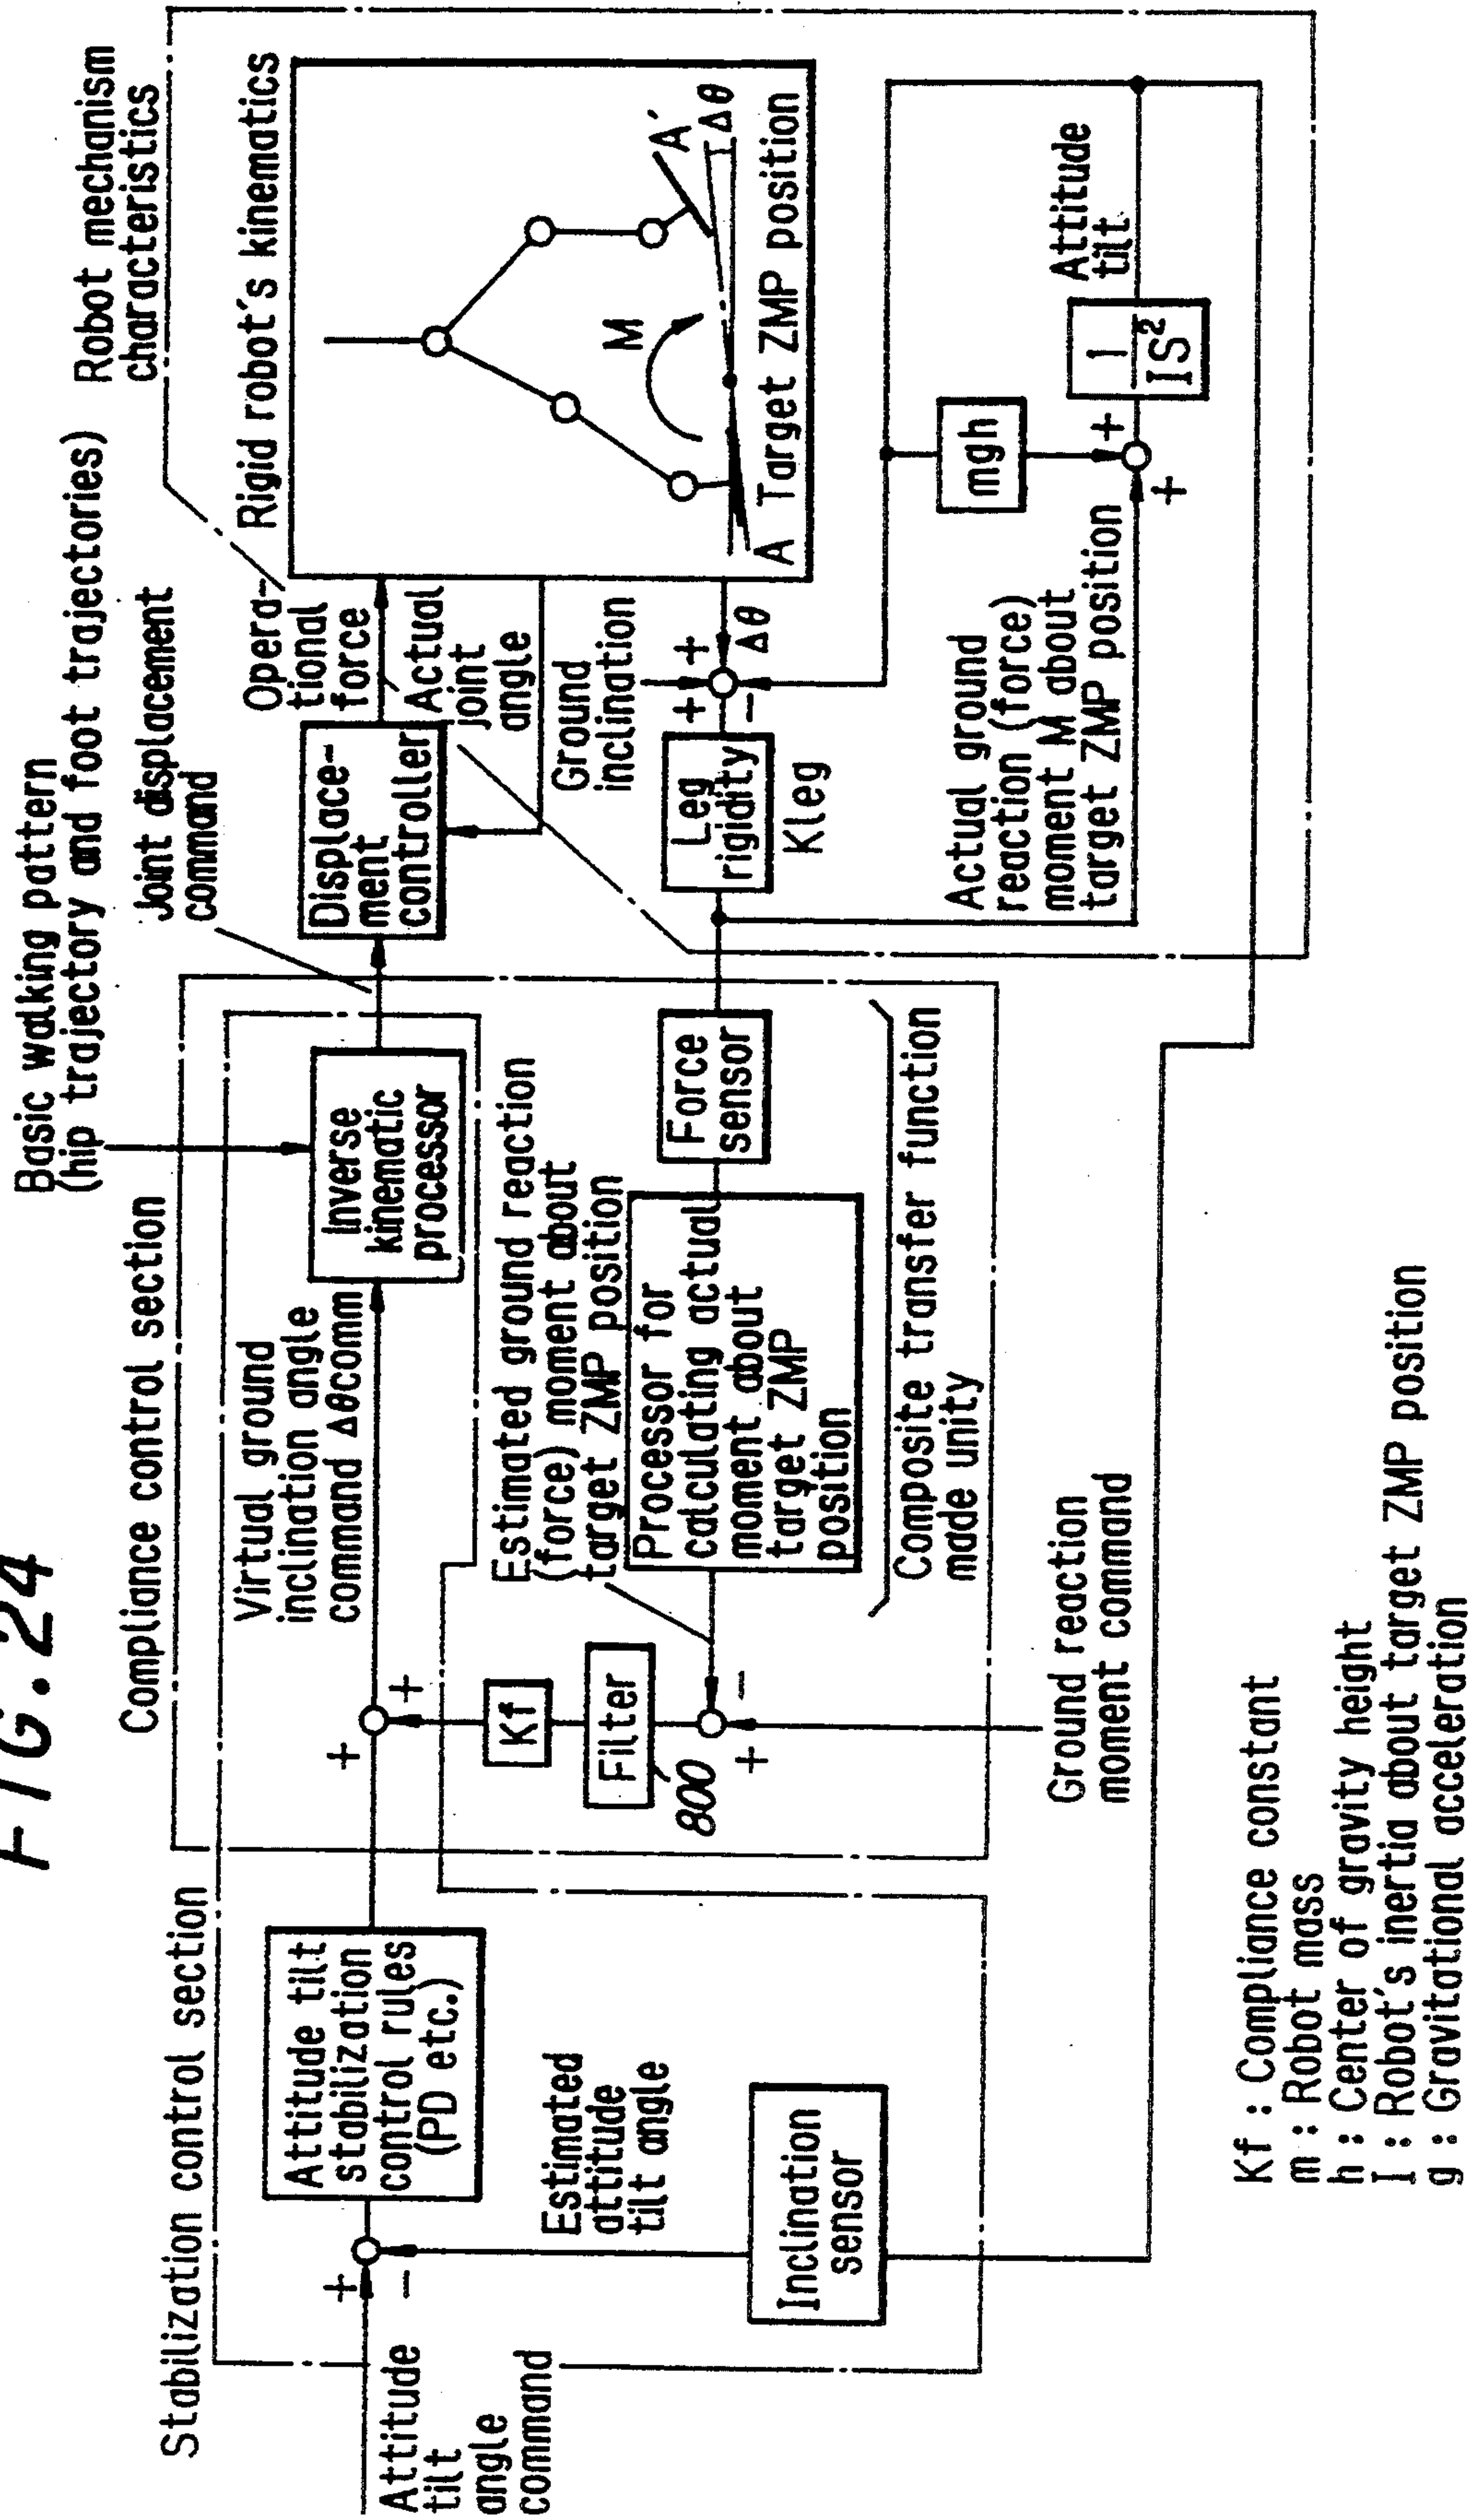 FIG. 24
Basic walking pattern
(hip trajectory and foot trajectories)
Robot mechanism
characteristics
Joint displacement
command
Compliance control section
Stabilization control section
Rigid robot's kinematics
Opera-
tional
force
Virtual ground
inclination angle
command Δθcomm
Inverse
kinematic
processor
Displace-
ment
controller
Actual
joint
angle
M
A'
Δθ
A
Target ZMP position
Attitude tilt
stabilization
control rules
(PD etc.)
+
-
Attitude
tilt
angle
command
+
+
Kf
Filter
800
-
+
Estimated ground reaction
(force) moment about
target ZMP position
Processor for
calculating actual
moment about
target ZMP
position
Force
sensor
Ground
inclination
+
+
-
Δθ
Leg
rigidity
Kleg
Estimated
attitude
tilt angle
Inclination
sensor
Composite transfer function
made unity
Ground reaction
moment command
Actual ground
reaction (force)
moment M about
target ZMP position
mgh
+
+
1
IS²
Attitude
tilt
Kf : Compliance constant
m : Robot mass
h : Center of gravity height
I : Robot's inertia about target ZMP position
g : Gravitational acceleration